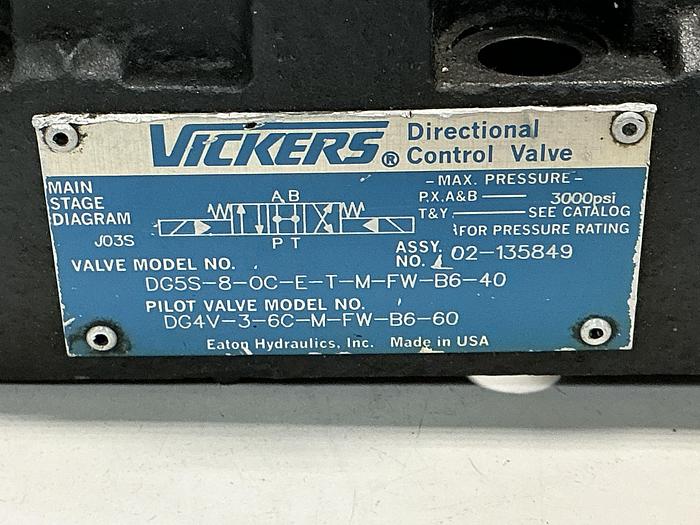 VICKERS® Directional Control Valve
MAIN STAGE DIAGRAM
J03S
A B
P T
-MAX. PRESSURE-
P.X.A&B — 3000psi
T&Y — SEE CATALOG
FOR PRESSURE RATING
ASSY. NO. 02-135849
VALVE MODEL NO.
DG5S-8-0C-E-T-M-FW-B6-40
PILOT VALVE MODEL NO.
DG4V-3-6C-M-FW-B6-60
Eaton Hydraulics, Inc. Made in USA